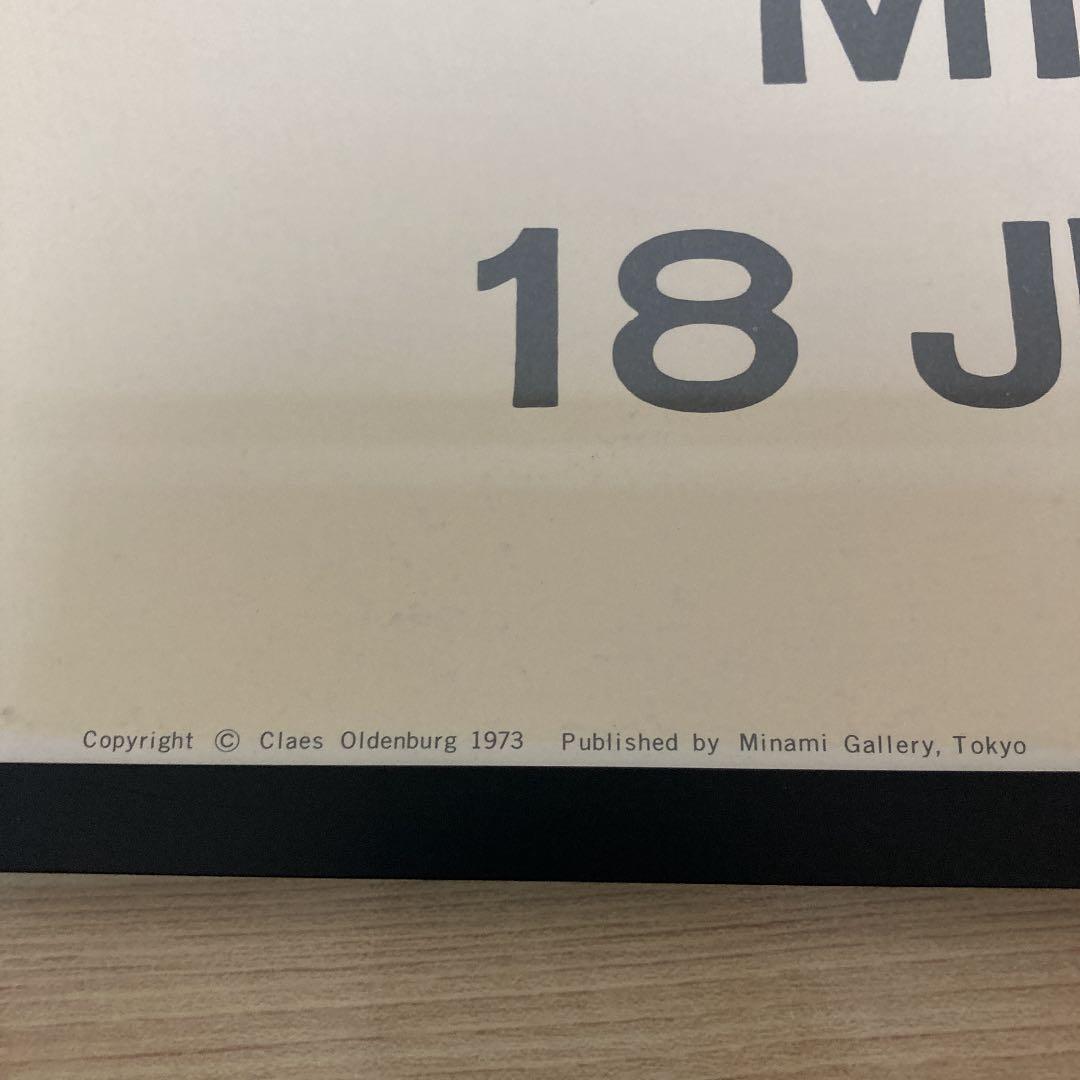 18
Copyright © Claes Oldenburg 1973 Published by Minami Gallery, Tokyo